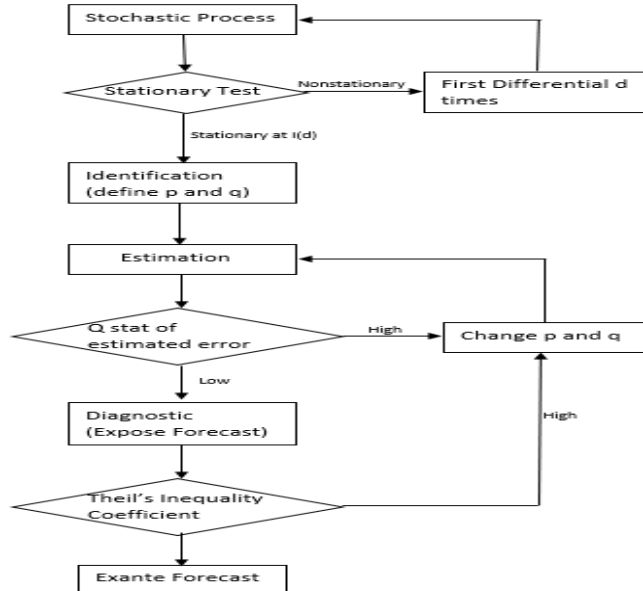 Stochastic Process
Stationary Test
Nonstationary
First Differential d
times
Stationary at I(d)
Identification
(define p and q)
Estimation
Q stat of
estimated error
High
Change p and q
Low
Diagnostic
(Expose Forecast)
High
Theil's Inequality
Coefficient
Exante Forecast